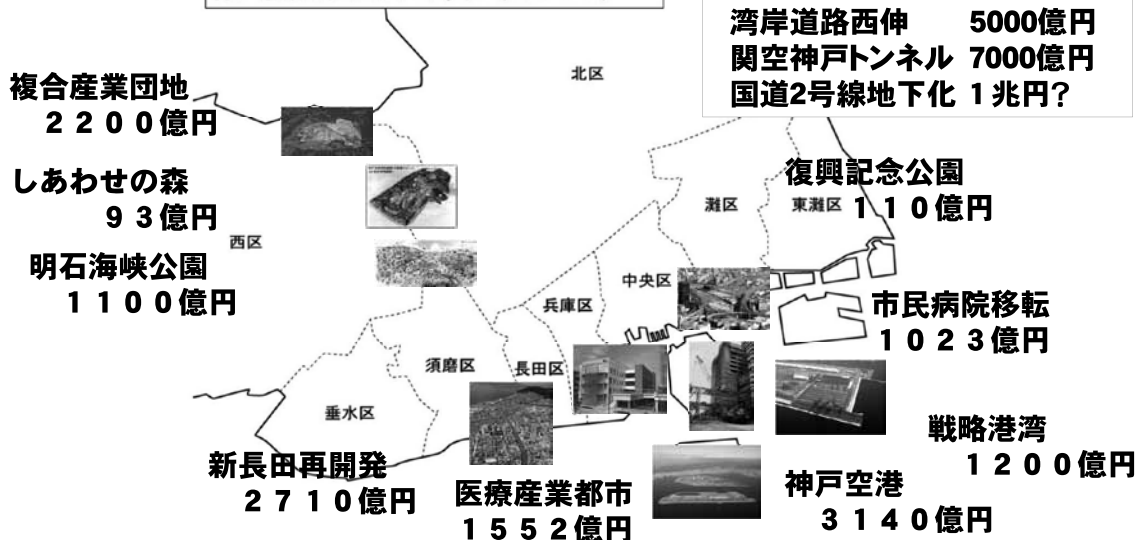 湾岸道路西伸 5000億円
関空神戸トンネル 7000億円
国道2号線地下化 1兆円?
北区
複合産業団地
2200億円
しあわせの森
93億円
西区
明石海峡公園
1100億円
復興記念公園
110億円
灘区
東灘区
中央区
兵庫区
市民病院移転
1023億円
須磨区
長田区
垂水区
戦略港湾
1200億円
新長田再開発
2710億円
医療産業都市
1552億円
神戸空港
3140億円